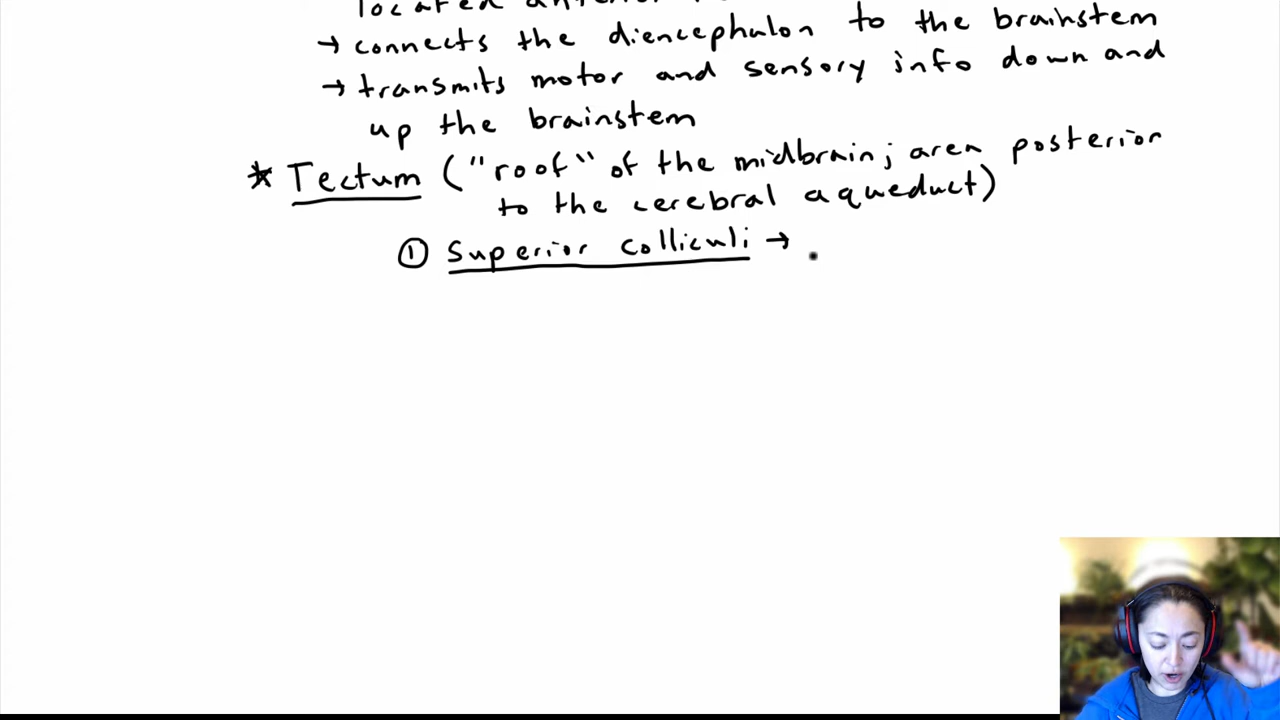 located
→ connects the diencephalon to the brainstem
→ transmits motor and sensory info down and
up the brainstem
* Tectum ("roof" of the midbrain; area posterior
to the cerebral aqueduct)
① Superior colliculi →